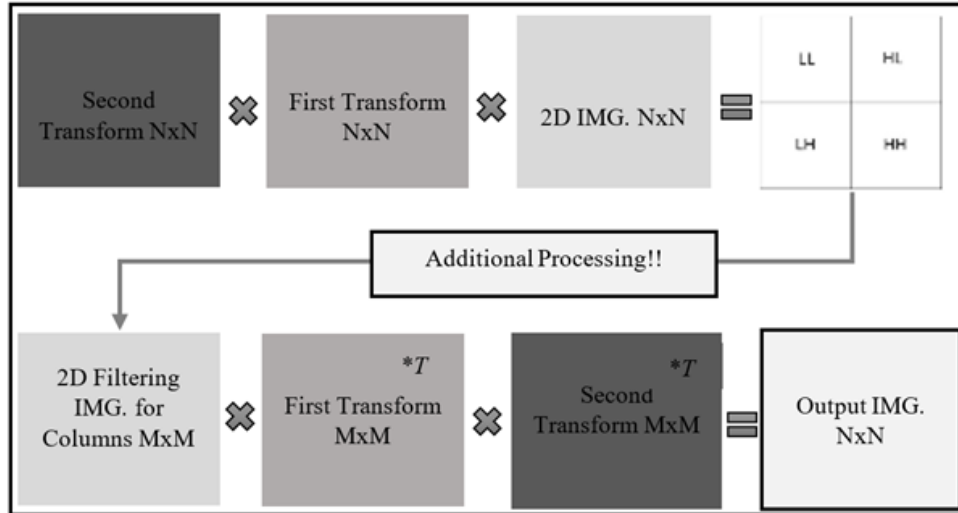 Second
Transform NxN
First Transform
NxN
2D IMG. NxN
LL
HL
LH
HH
Additional Processing!!
2D Filtering
IMG. for
Columns MxM
*T
First Transform
MxM
*T
Second
Transform MxM
Output IMG.
NxN